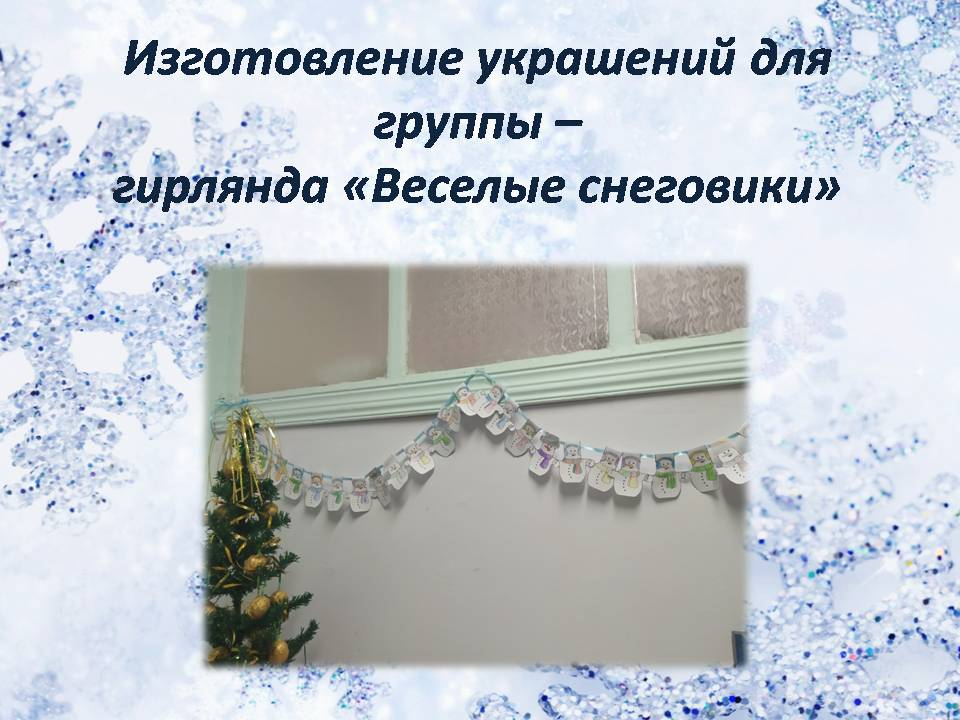 Изготовление украшений для
группы –
гирлянда «Веселые снеговики»